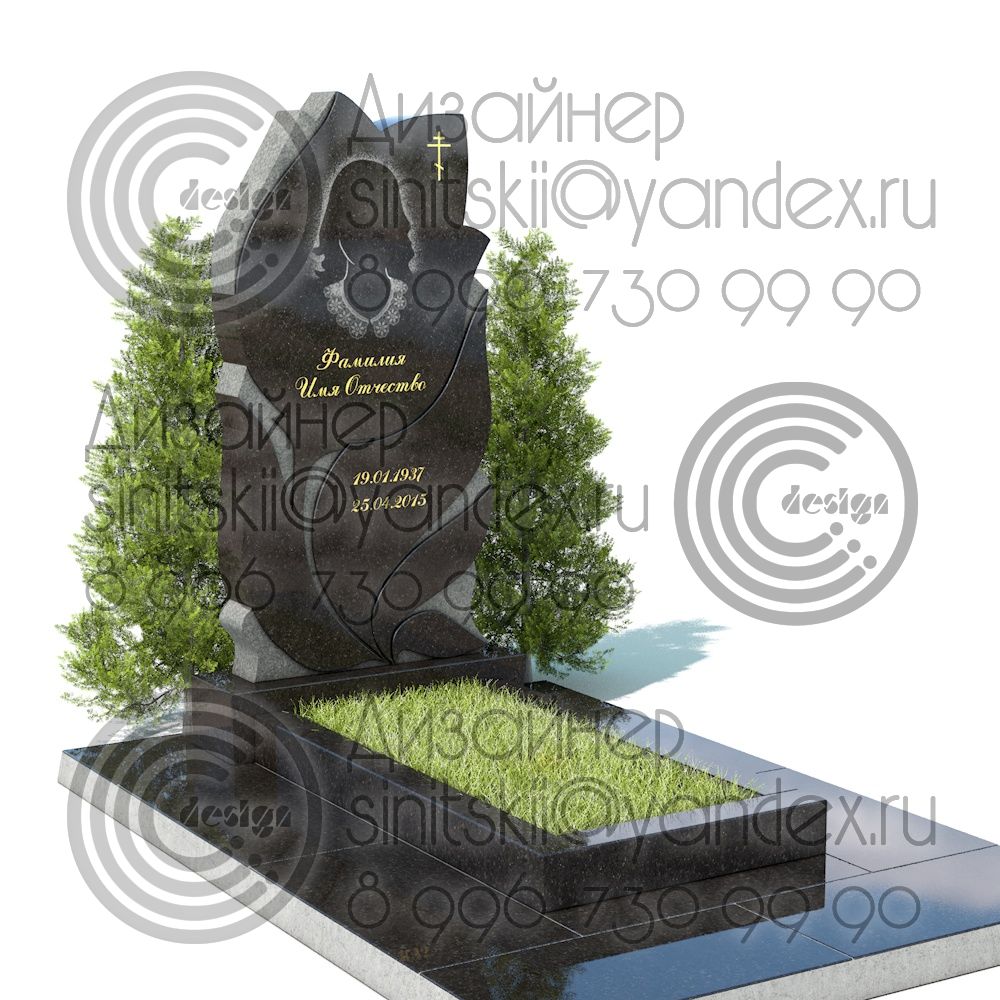 Дизайнер
sinitskii@yandex.ru
8 996 730 99 90
design
Фамилия
Имя Отчество
Дизайнер
19.01.1937
25.04.2015
sinitskii@yandex.ru
8 996 730 99 90
design
Дизайнер
sinitskii@yandex.ru
8 996 730 99 90
design